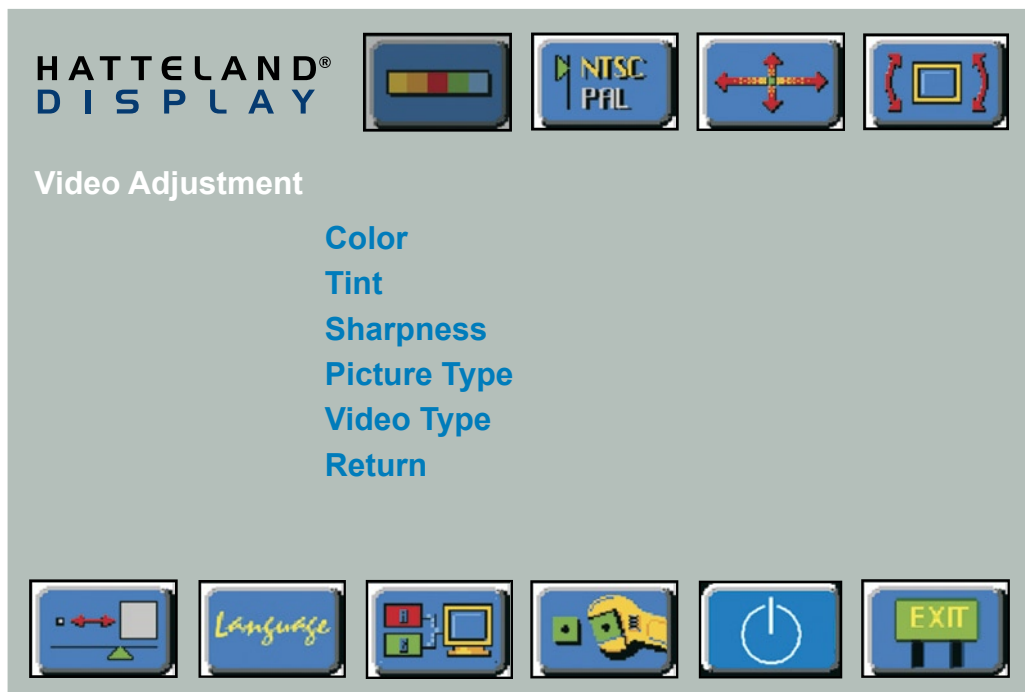 HATTELAND®
DISPLAY
NTSC
PAL
Video Adjustment
Color
Tint
Sharpness
Picture Type
Video Type
Return
Language
A
B
EXIT